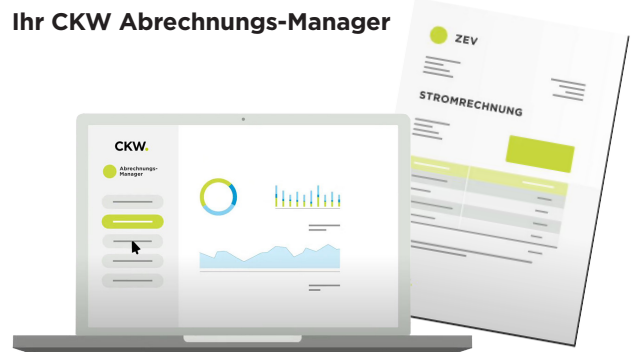 Ihr CKW Abrechnungs-Manager
ZEV
STROMRECHNUNG
CKW.
Abrechnungs-
Manager